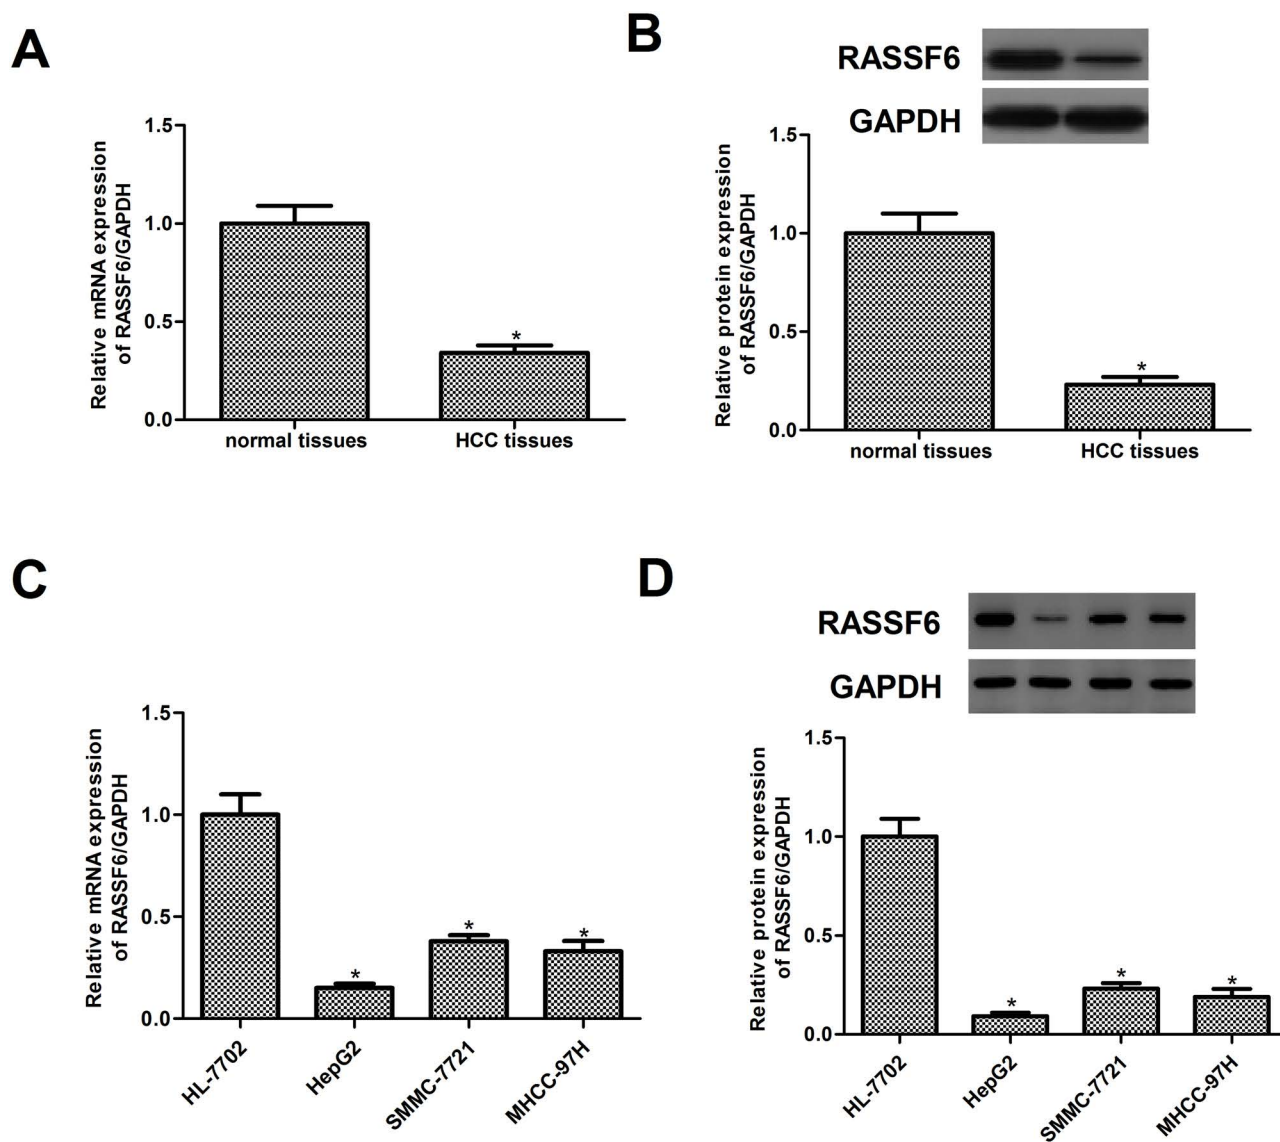 A
Relative mRNA expression
of RASSF6/GAPDH
1.5
1.0
0.5
0.0
*
normal tissues
HCC tissues
B
RASSF6
GAPDH
Relative protein expression
of RASSF6/GAPDH
1.5
1.0
0.5
0.0
*
normal tissues
HCC tissues
C
Relative mRNA expression
of RASSF6/GAPDH
1.5
1.0
0.5
0.0
*
*
*
HL-7702
HepG2
SMMC-7721
MHCC-97H
D
RASSF6
GAPDH
Relative protein expression
of RASSF6/GAPDH
1.5
1.0
0.5
0.0
*
*
*
HL-7702
HepG2
SMMC-7721
MHCC-97H